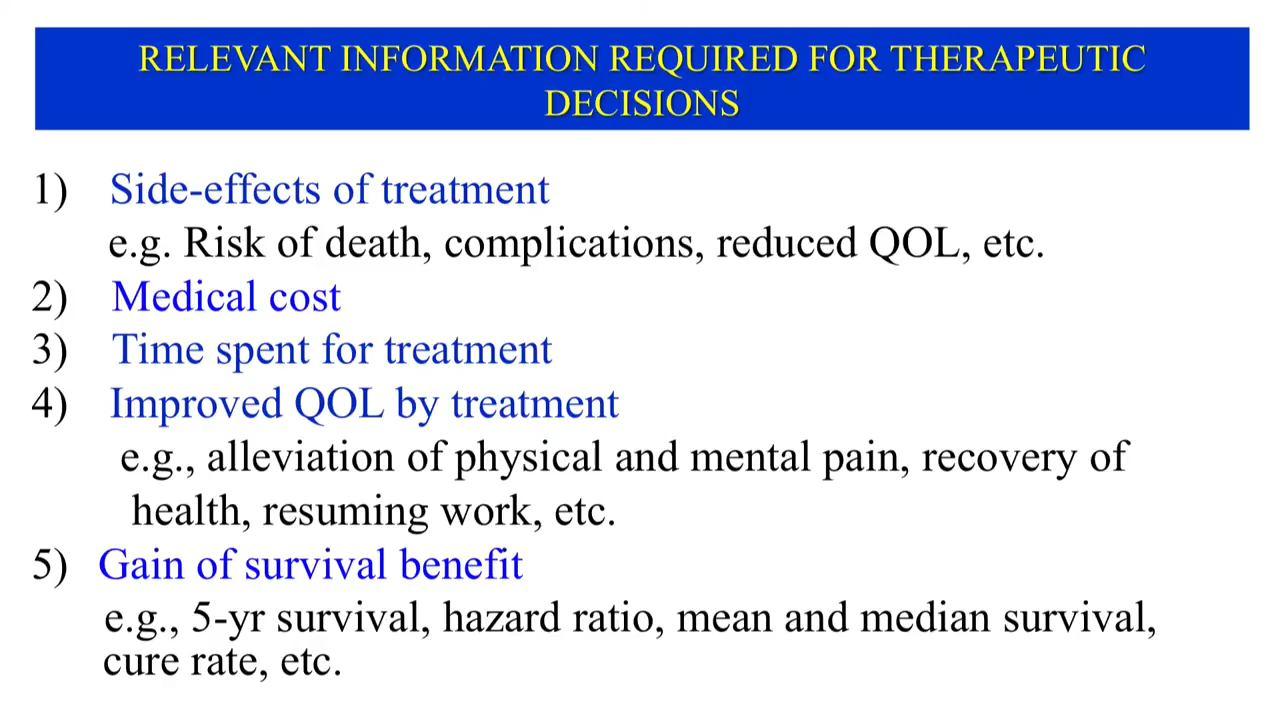 RELEVANT INFORMATION REQUIRED FOR THERAPEUTIC
DECISIONS
1) Side-effects of treatment
e.g. Risk of death, complications, reduced QOL, etc.
2) Medical cost
3) Time spent for treatment
4) Improved QOL by treatment
e.g., alleviation of physical and mental pain, recovery of
health, resuming work, etc.
5) Gain of survival benefit
e.g., 5-yr survival, hazard ratio, mean and median survival,
cure rate, etc.